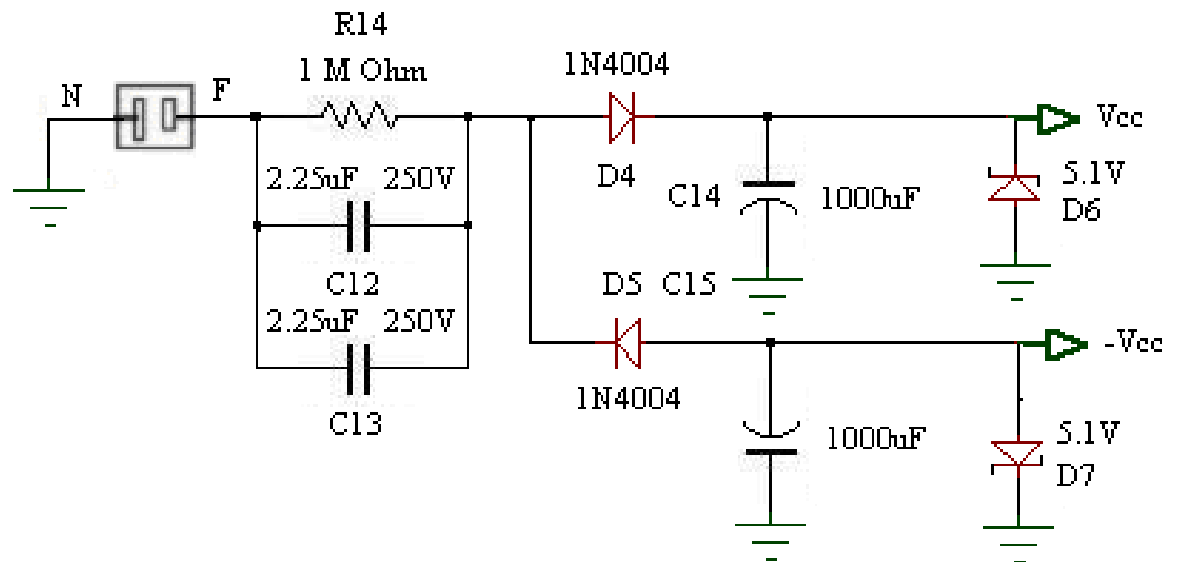 R14
1 M Ohm
N
F
1N4004
Vcc
D4
2.25uF 250V
C14
1000uF
5.1V
D6
C12
D5 C15
2.25uF 250V
-Vcc
1N4004
C13
1000uF
5.1V
D7